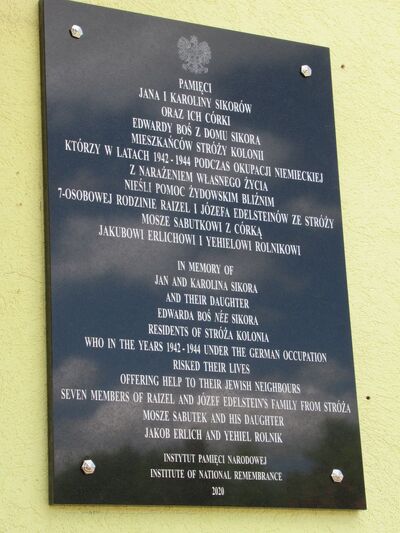 PAMIĘCI
JANA I KAROLINY SIKORÓW
ORAZ ICH CÓRKI
EDWARDY BOŚ Z DOMU SIKORA
MIESZKAŃCÓW STRÓŻY KOLONII
KTÓRZY W LATACH 1942 - 1944 PODCZAS OKUPACJI NIEMIECKIEJ
Z NARAŻENIEM WŁASNEGO ŻYCIA
NIEŚLI POMOC ŻYDOWSKIM BLIŹNIM
7-OSOBOWEJ RODZINIE RAIZEL I JÓZEFA EDELSTEINÓW ZE STRÓŻY
MOSZE SABUTKOWI Z CÓRKĄ
JAKUBOWI ERLICHOWI I YEHIELOWI ROLNIKOWI
IN MEMORY OF
JAN AND KAROLINA SIKORA
AND THEIR DAUGHTER
EDWARDA BOŚ NÉE SIKORA
RESIDENTS OF STRÓŻA KOLONIA
WHO IN THE YEARS 1942 - 1944 UNDER THE GERMAN OCCUPATION
RISKED THEIR LIVES
OFFERING HELP TO THEIR JEWISH NEIGHBOURS
SEVEN MEMBERS OF RAIZEL AND JÓZEF EDELSTEIN'S FAMILY FROM STRÓŻA
MOSZE SABUTEK AND HIS DAUGHTER
JAKOB ERLICH AND YEHIEL ROLNIK
INSTYTUT PAMIĘCI NARODOWEJ
INSTITUTE OF NATIONAL REMEMBRANCE
2020